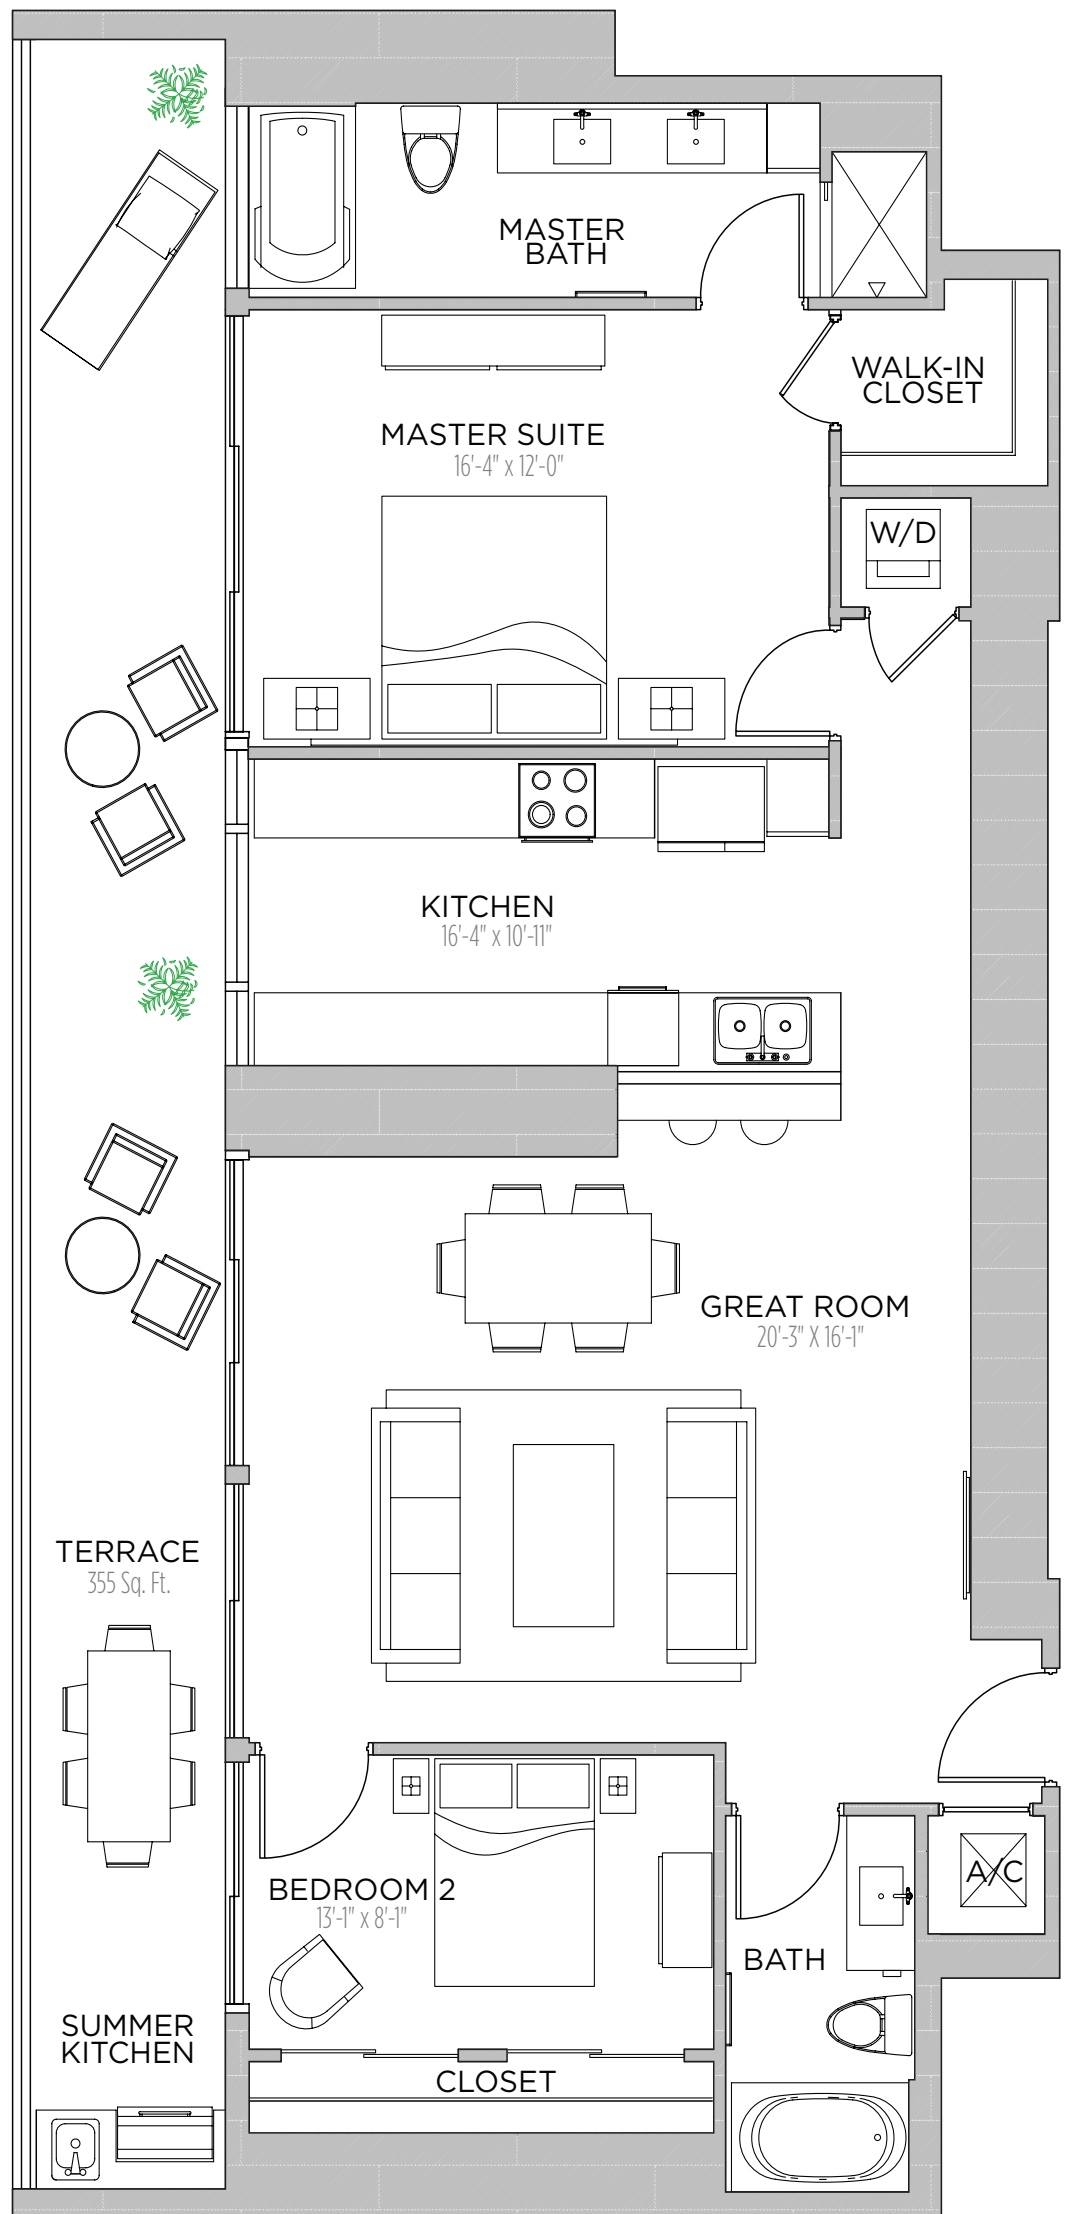 MASTER
BATH
WALK-IN
CLOSET
MASTER SUITE
16'-4" x 12'-0"
W/D
KITCHEN
16'-4" x 10'-11"
GREAT ROOM
20'-3" X 16'-1"
TERRACE
355 Sq. Ft.
A/C
BEDROOM 2
13'-1" x 8'-1"
BATH
SUMMER
KITCHEN
CLOSET